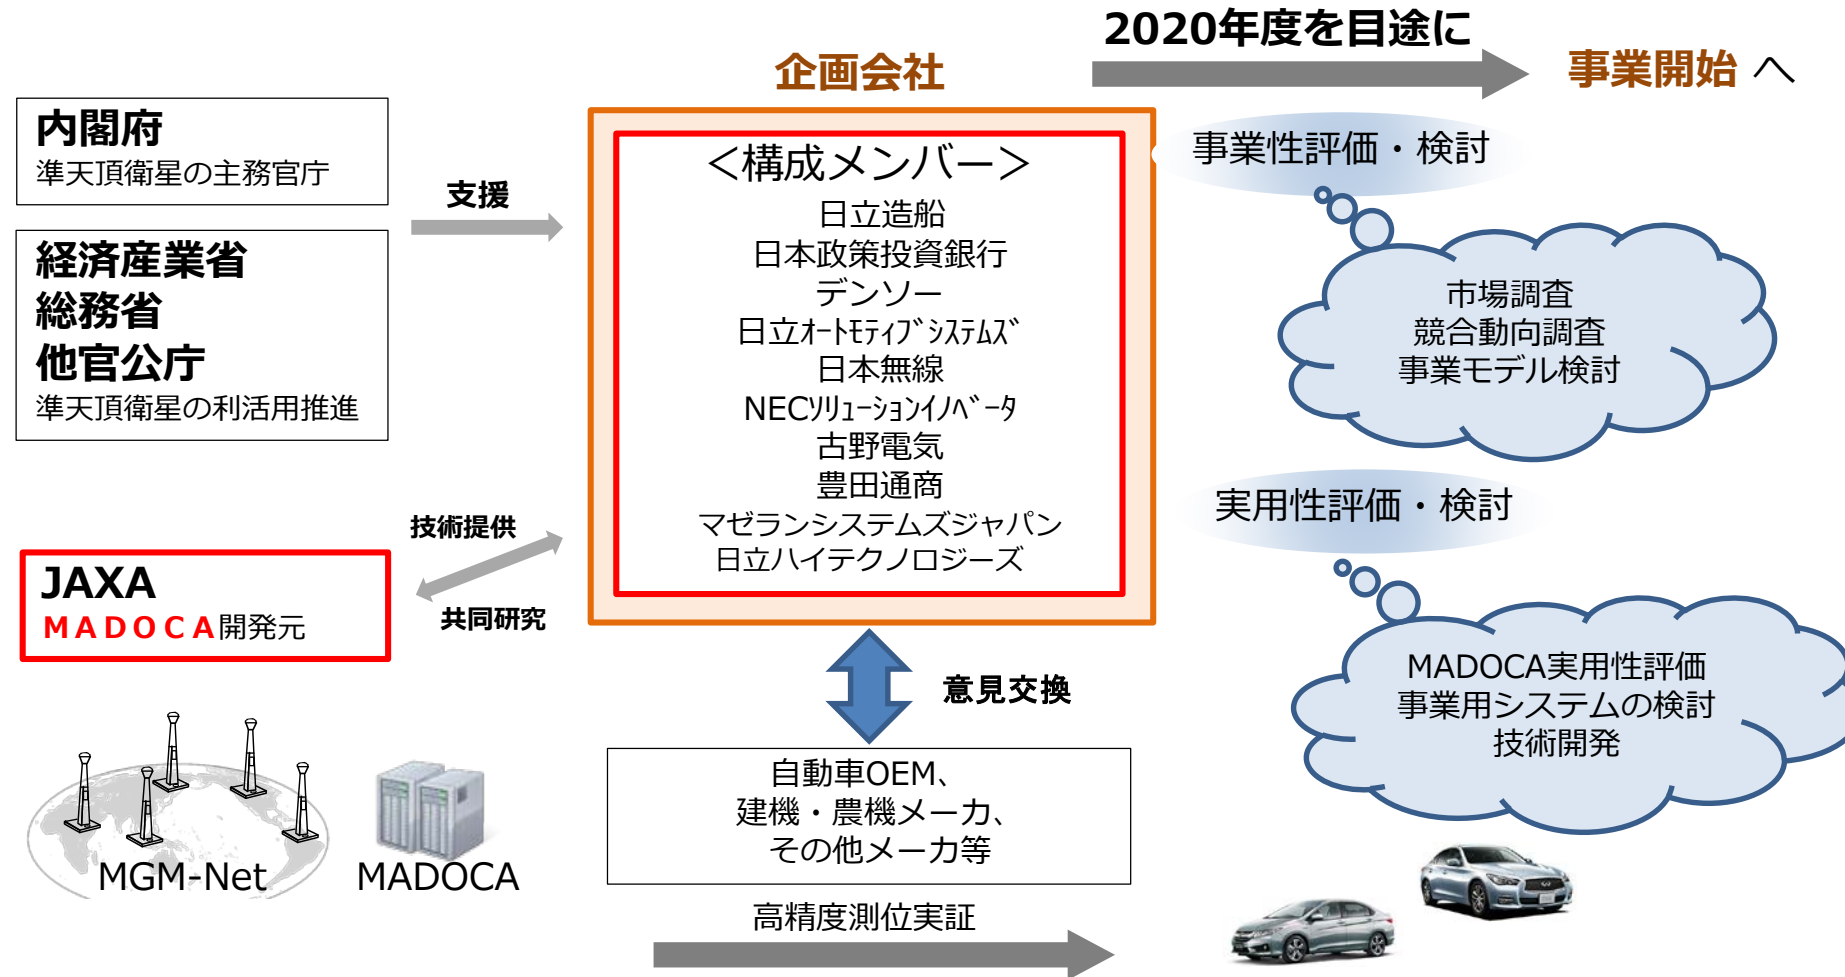 2020年度を目途に
企画会社
事業開始 へ
内閣府
準天頂衛星の主務官庁
経済産業省
総務省
他官公庁
準天頂衛星の利活用推進
支援
＜構成メンバー＞
日立造船
日本政策投資銀行
デンソー
日立ｵｰﾄﾓﾃｨﾌﾞｼｽﾃﾑｽﾞ
日本無線
NECｿﾘｭｰｼｮﾝｲﾉﾍﾞｰﾀ
古野電気
豊田通商
マゼランシステムズジャパン
日立ハイテクノロジーズ
事業性評価・検討
市場調査
競合動向調査
事業モデル検討
実用性評価・検討
MADOCA実用性評価
事業用システムの検討
技術開発
技術提供
共同研究
JAXA
ＭＡＤＯＣＡ開発元
意見交換
自動車OEM、
建機・農機メーカ、
その他メーカ等
MGM-Net
MADOCA
高精度測位実証